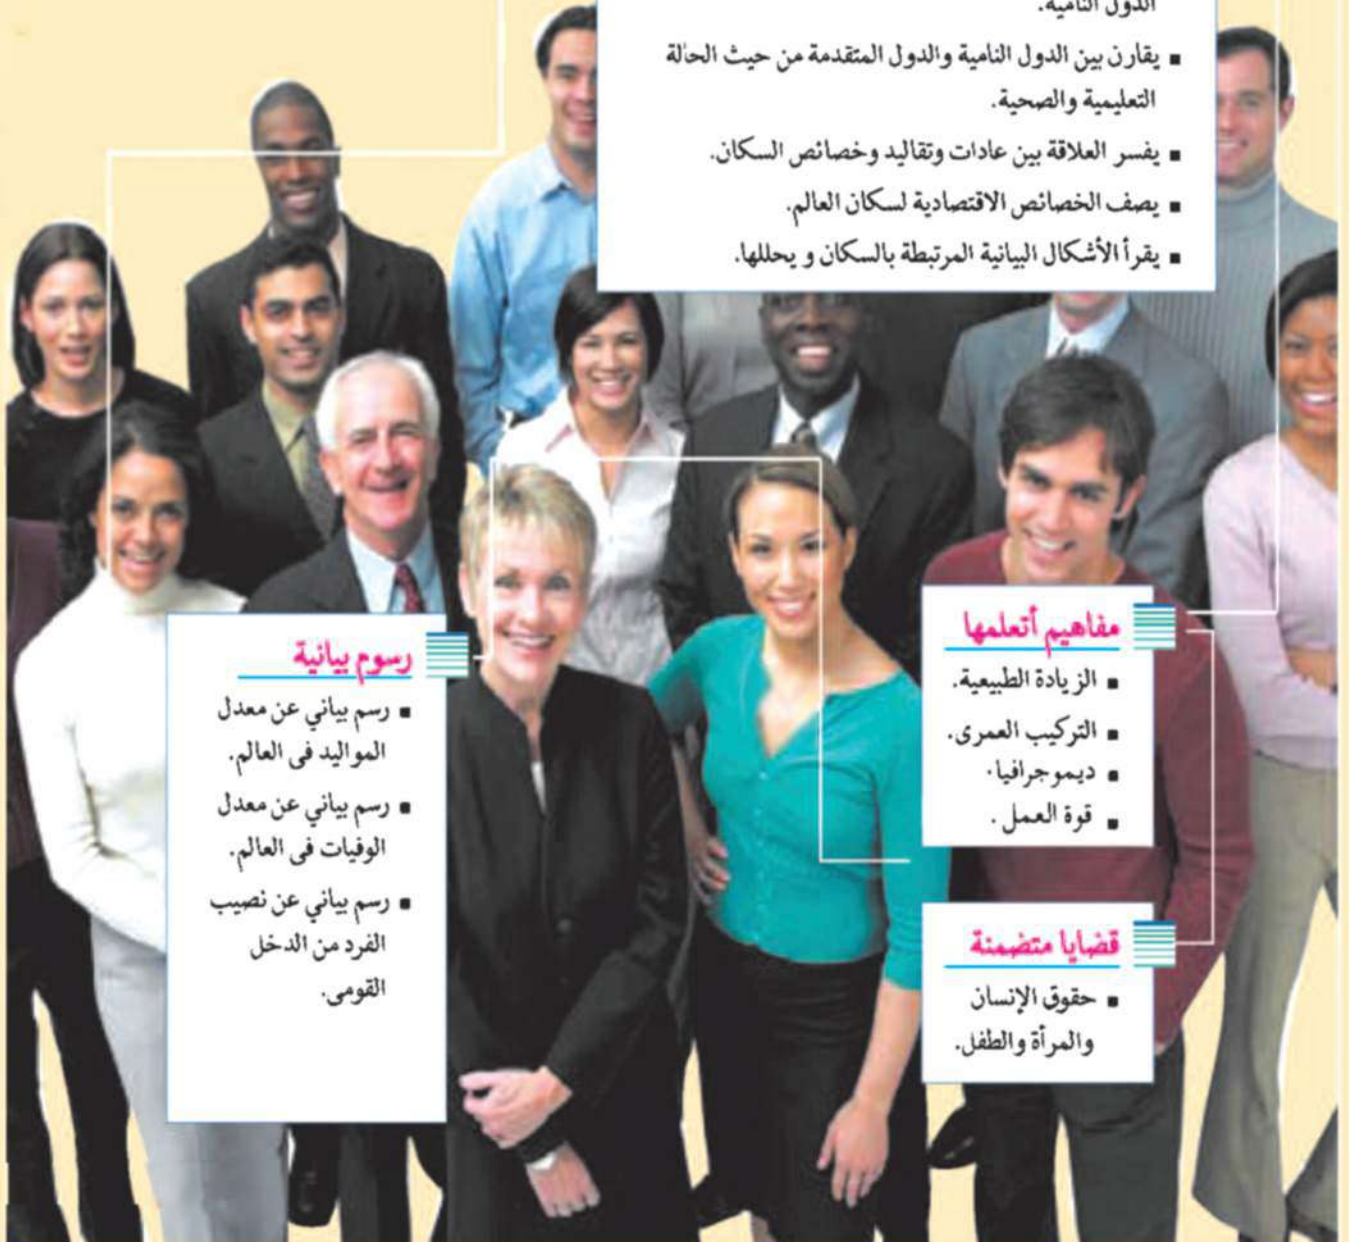 الدول النامية.
▪ يقارن بين الدول النامية والدول المتقدمة من حيث الحالة
التعليمية والصحية.
▪ يفسر العلاقة بين عادات وتقاليد وخصائص السكان.
▪ يصف الخصائص الاقتصادية لسكان العالم.
▪ يقرأ الأشكال البيانية المرتبطة بالسكان و يحللها.
مفاهيم أتعلمها
▪ الزيادة الطبيعية.
▪ التركيب العمرى.
▪ ديموجرافيا.
▪ قوة العمل.
قضايا متضمنة
▪ حقوق الإنسان
والمرأة والطفل.
رسوم بيانية
▪ رسم بياني عن معدل
المواليد فى العالم.
▪ رسم بياني عن معدل
الوفيات فى العالم.
▪ رسم بياني عن نصيب
الفرد من الدخل
القومى.